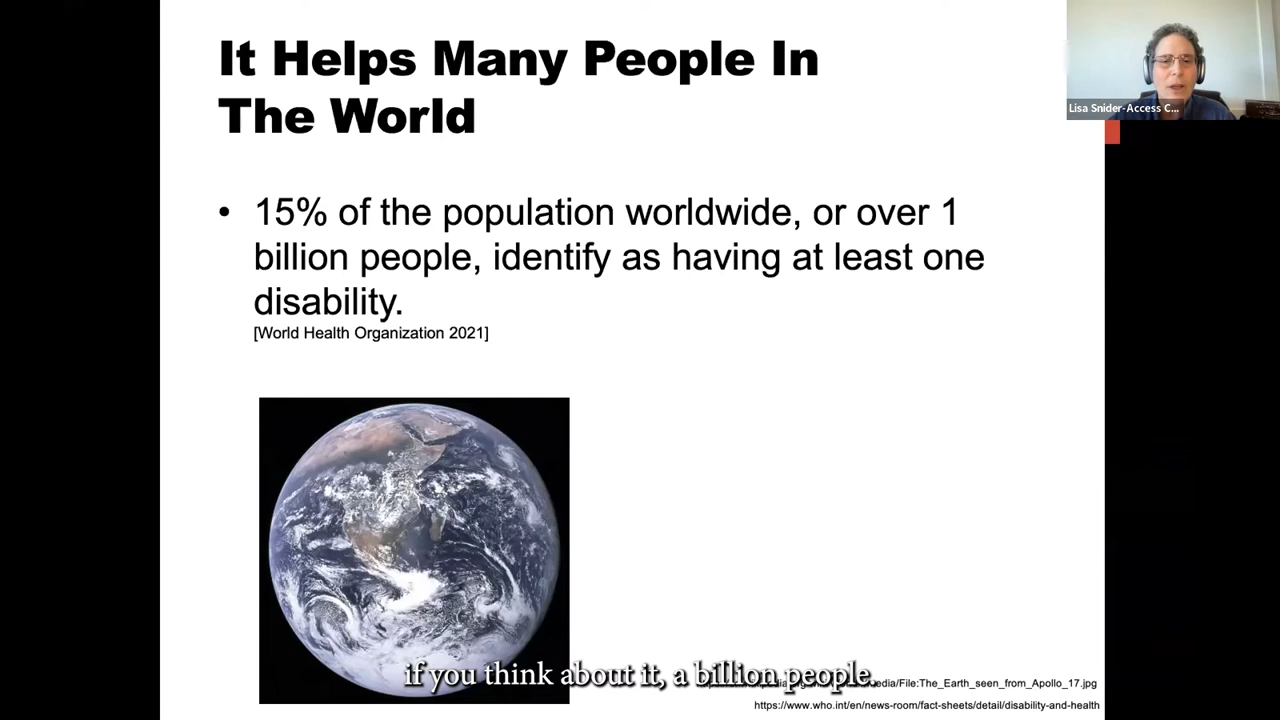 It Helps Many People In
The World
Lisa Snider-Access C...
• 15% of the population worldwide, or over 1
billion people, identify as having at least one
disability.
[World Health Organization 2021]
if you think about it, a billion people.
edia/File:The_Earth_seen_from_Apollo_17.jpg
https://www.who.int/en/news-room/fact-sheets/detail/disability-and-health